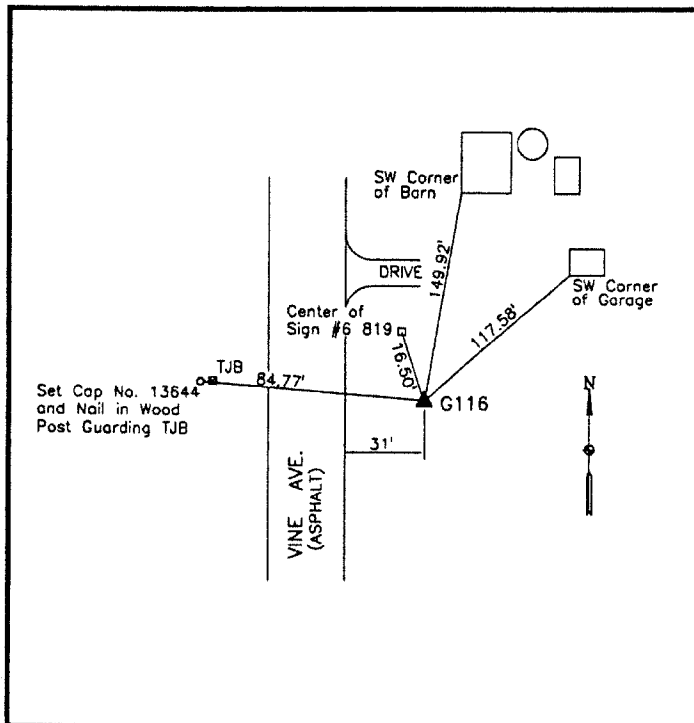 SW Corner
of Barn
DRIVE
149.92'
SW Corner
of Garage
117.58'
Center of
Sign #6 819
16.50'
TJB
84.77'
Set Cap No. 13644
and Nail in Wood
Post Guarding TJB
G116
N
31'
VINE AVE.
(ASPHALT)